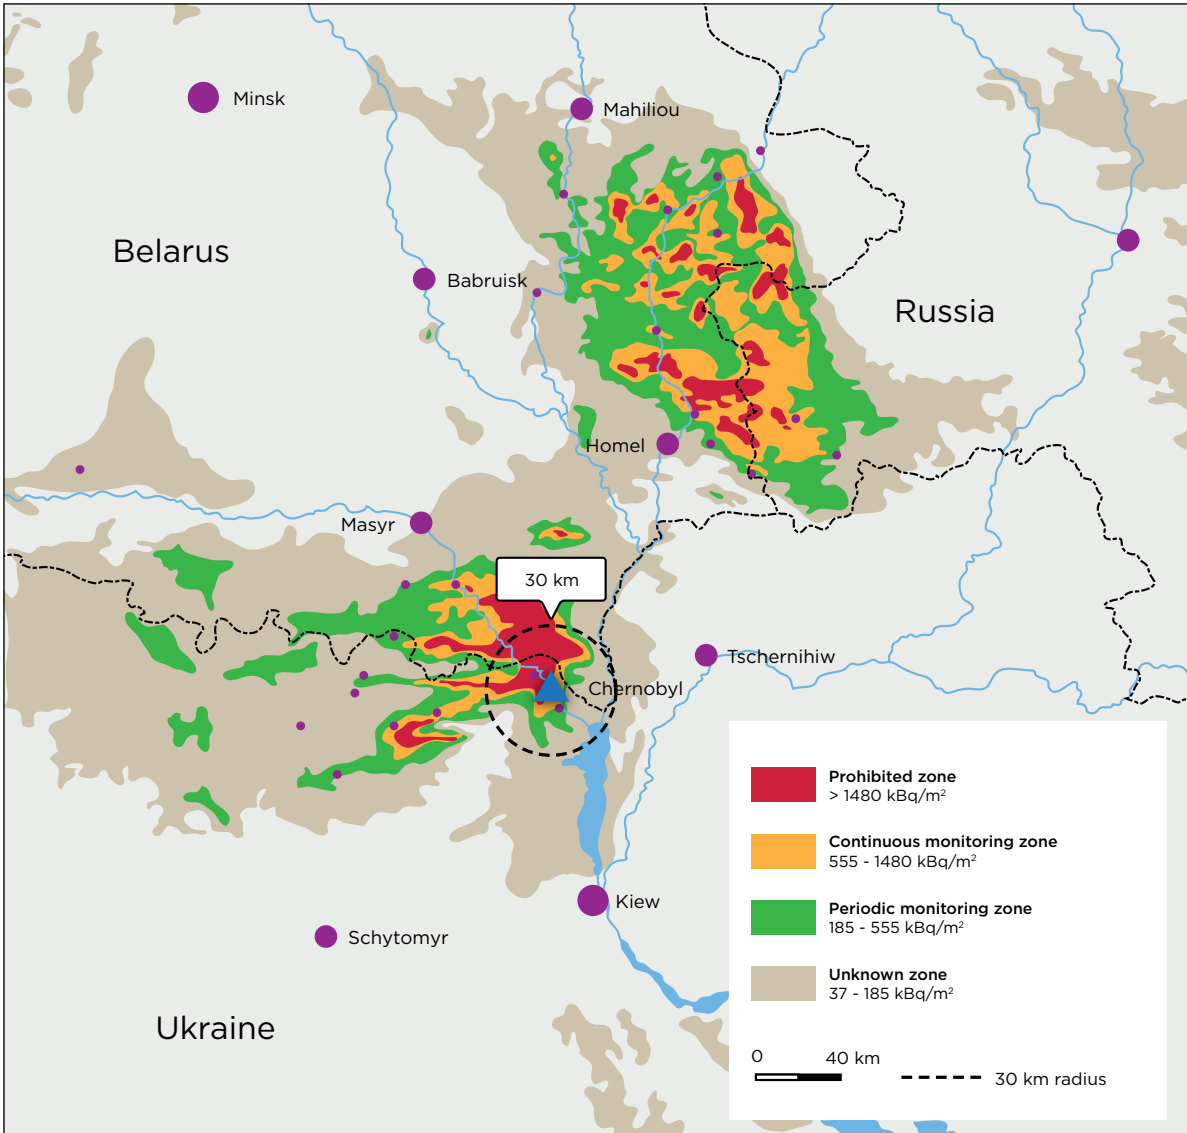 Minsk
Mahiliou
Belarus
Babruisk
Russia
Homel
Masyr
30 km
Tschernihiw
Chernobyl
Kiew
Schytomyr
Ukraine
Prohibited zone
> 1480 kBq/m²
Continuous monitoring zone
555 - 1480 kBq/m²
Periodic monitoring zone
185 - 555 kBq/m²
Unknown zone
37 - 185 kBq/m²
0 40 km
30 km radius